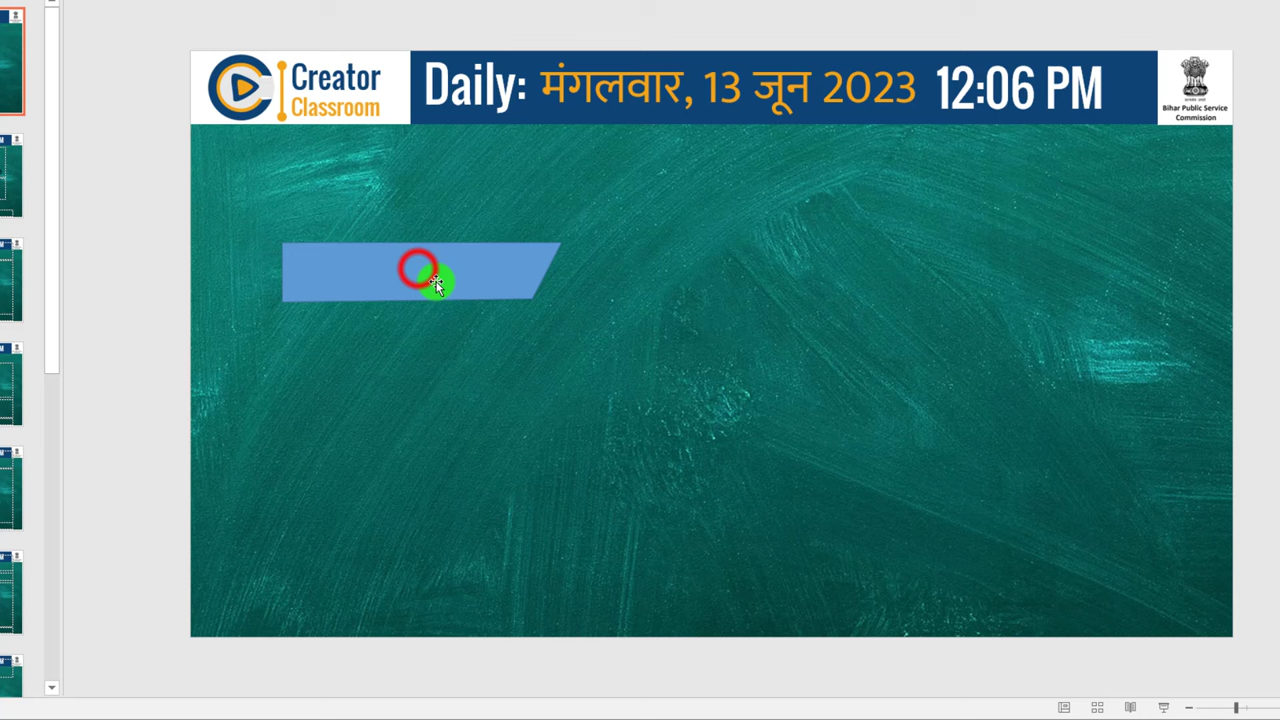 Creator
Classroom
Daily: मंगलवार, 13 जून 2023 12:06 PM
Bihar Public Service
Commission